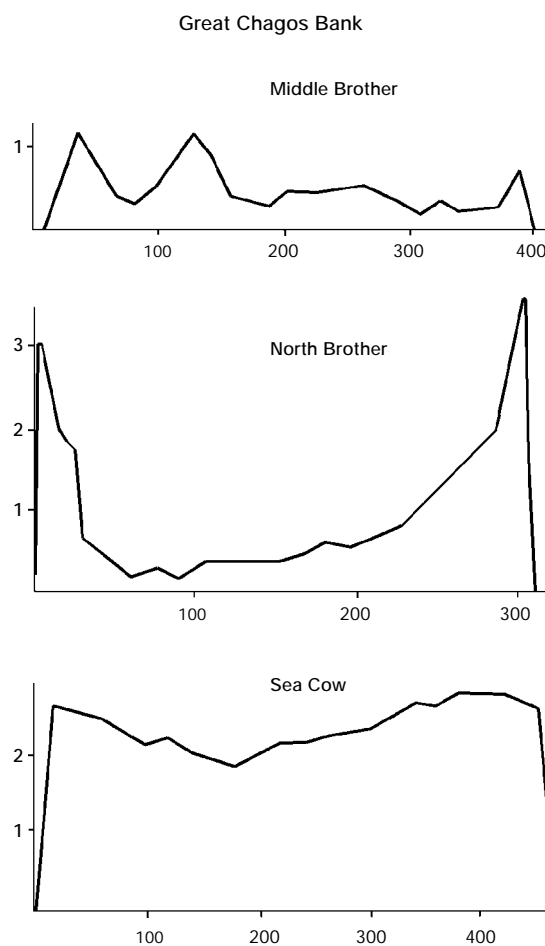 Great Chagos Bank
Middle Brother
1
100 200 300 400
North Brother
3
2
1
100 200 300
Sea Cow
2
1
100 200 300 400